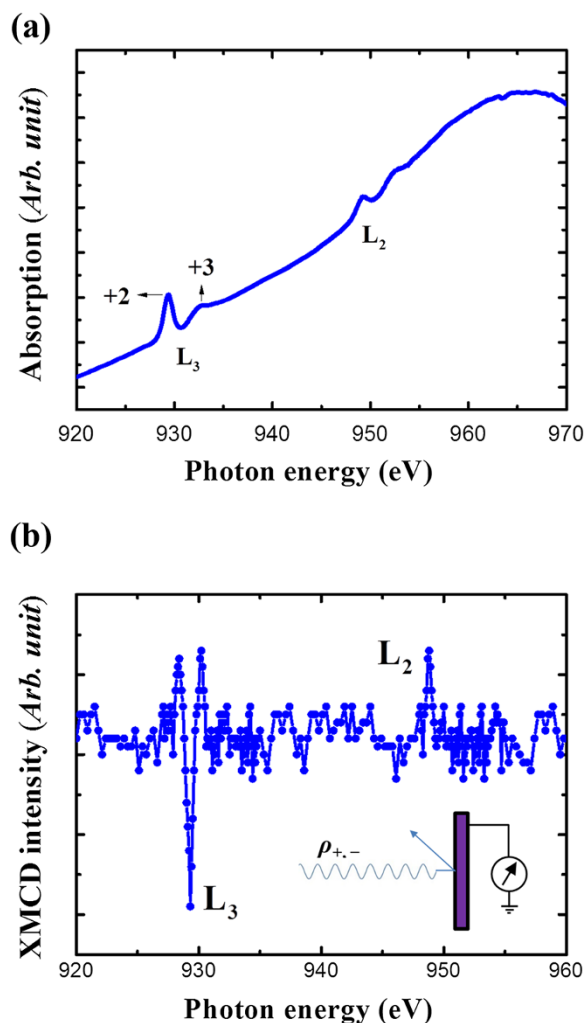 (a)
Absorption (Arb. unit)
+2
+3
L3
L2
920 930 940 950 960 970
Photon energy (eV)
(b)
XMCD intensity (Arb. unit)
L2
L3
ρ+,−
920 930 940 950 960
Photon energy (eV)